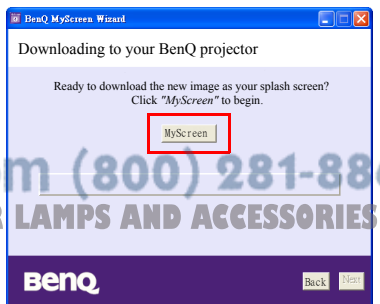 BenQ MyScreen Wizard
Downloading to your BenQ projector
Ready to download the new image as your splash screen?
Click "MyScreen" to begin.
MyScreen
(800) 281-88
LAMPS AND ACCESSORIES
BenQ
Back Next